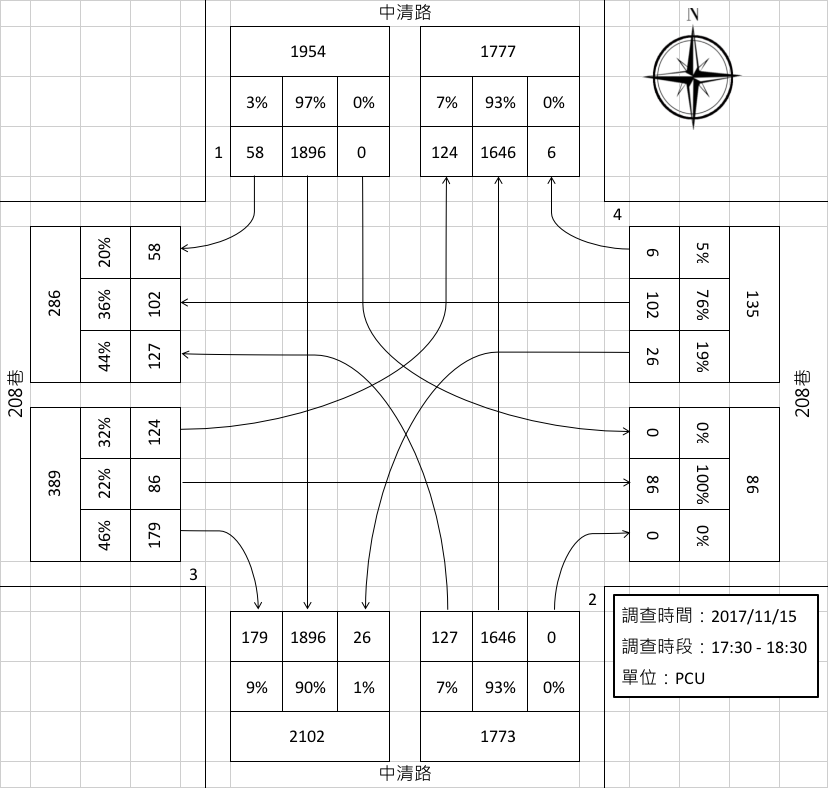 中清路
N
1954
1777
3% 97% 0%
7% 93% 0%
1
58 1896 0
124 1646 6
4
286
20% 58
36% 102
44% 127
6 5%
102 76%
26 19%
135
208巷
208巷
389
32% 124
22% 86
46% 179
0 0%
86 100%
0 0%
86
3
2
179 1896 26
127 1646 0
9% 90% 1%
7% 93% 0%
2102
1773
中清路
調查時間：2017/11/15
調查時段：17:30 - 18:30
單位：PCU